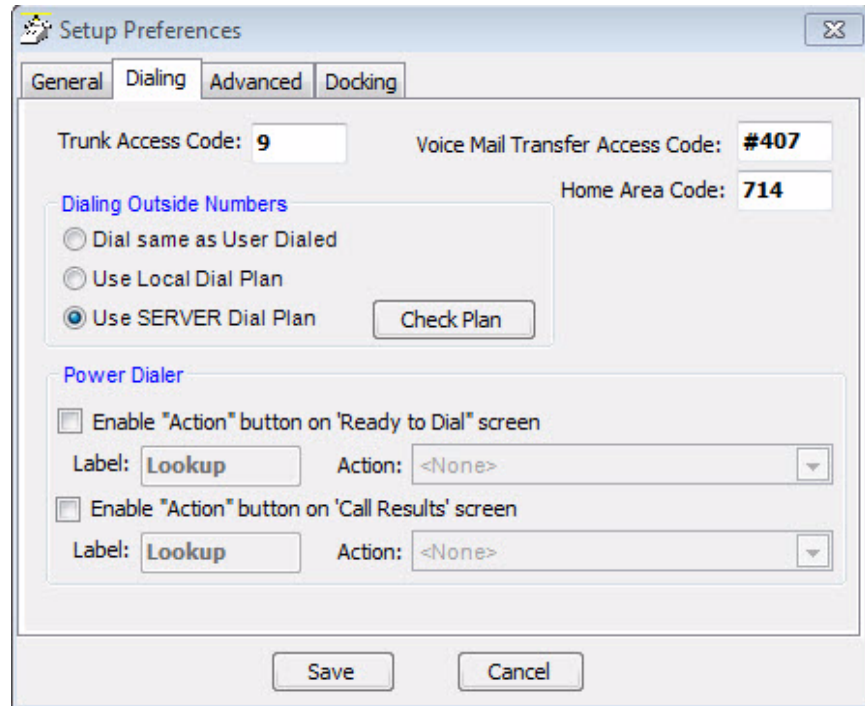 Setup Preferences
General Dialing Advanced Docking
Trunk Access Code: 9 Voice Mail Transfer Access Code: #407
Home Area Code: 714
Dialing Outside Numbers
Dial same as User Dialed
Use Local Dial Plan
Use SERVER Dial Plan Check Plan
Power Dialer
Enable "Action" button on 'Ready to Dial" screen
Label: Lookup Action: <None>
Enable "Action" button on 'Call Results' screen
Label: Lookup Action: <None>
Save Cancel